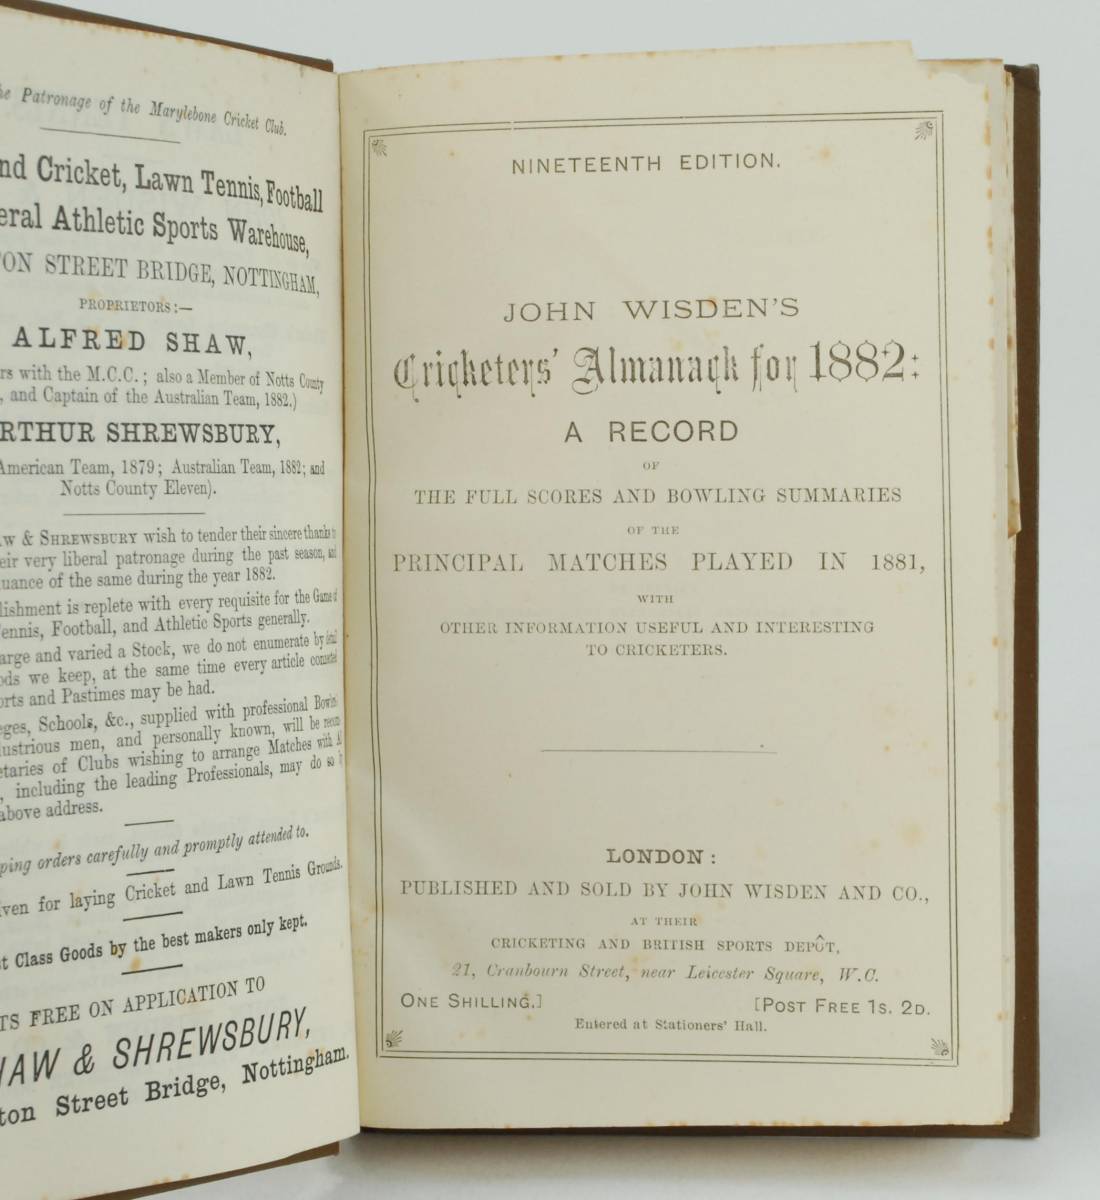 he Patronage of the Marylebone Cricket Club.
nd Cricket, Lawn Tennis, Football
eral Athletic Sports Warehouse,
ON STREET BRIDGE, NOTTINGHAM,
PROPRIETORS:—
ALFRED SHAW,
rs with the M.C.C.; also a Member of Notts County
, and Captain of the Australian Team, 1882.)
RTHUR SHREWSBURY,
American Team, 1879; Australian Team, 1882; and
Notts County Eleven).
AW & SHREWSBURY wish to tender their sincere thanks
eir very liberal patronage during the past season, and
uance of the same during the year 1882.
lishment is replete with every requisite for the Game of
Tennis, Football, and Athletic Sports generally.
arge and varied a Stock, we do not enumerate by detail
ods we keep, at the same time every article connected
orts and Pastimes may be had.
eges, Schools, &c., supplied with professional Bowle
lustrious men, and personally known, will be recom
etaries of Clubs wishing to arrange Matches with
, including the leading Professionals, may do so
above address.
ping orders carefully and promptly attended to.
iven for laying Cricket and Lawn Tennis Grounds.
t Class Goods by the best makers only kept.
TS FREE ON APPLICATION TO
HAW & SHREWSBURY,
ton Street Bridge, Nottingham.
NINETEENTH EDITION.
JOHN WISDEN'S
Cricketers' Almanack for 1882:
A RECORD
OF
THE FULL SCORES AND BOWLING SUMMARIES
OF THE
PRINCIPAL MATCHES PLAYED IN 1881,
WITH
OTHER INFORMATION USEFUL AND INTERESTING
TO CRICKETERS.
LONDON:
PUBLISHED AND SOLD BY JOHN WISDEN AND CO.,
AT THEIR
CRICKETING AND BRITISH SPORTS DEPÔT,
21, Cranbourn Street, near Leicester Square, W.C.
ONE SHILLING.] [POST FREE 1S. 2D.
Entered at Stationers' Hall.